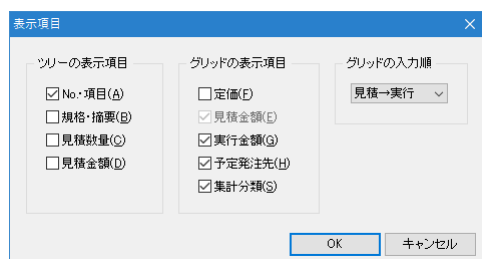 表示項目
ツリーの表示項目
No.・項目(A)
規格・摘要(B)
見積数量(C)
見積金額(D)
グリッドの表示項目
定価(F)
見積金額(E)
実行金額(G)
予定発注先(H)
集計分類(S)
グリッドの入力順
見積→実行
OK
キャンセル